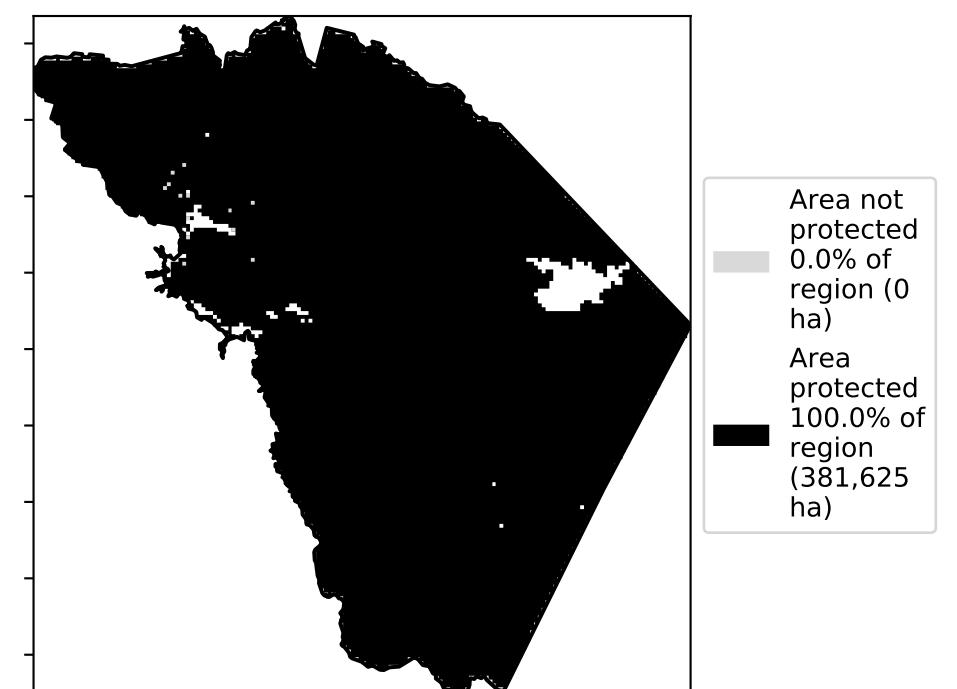 Area not
protected
0.0% of
region (0
ha)
Area
protected
100.0% of
region
(381,625
ha)